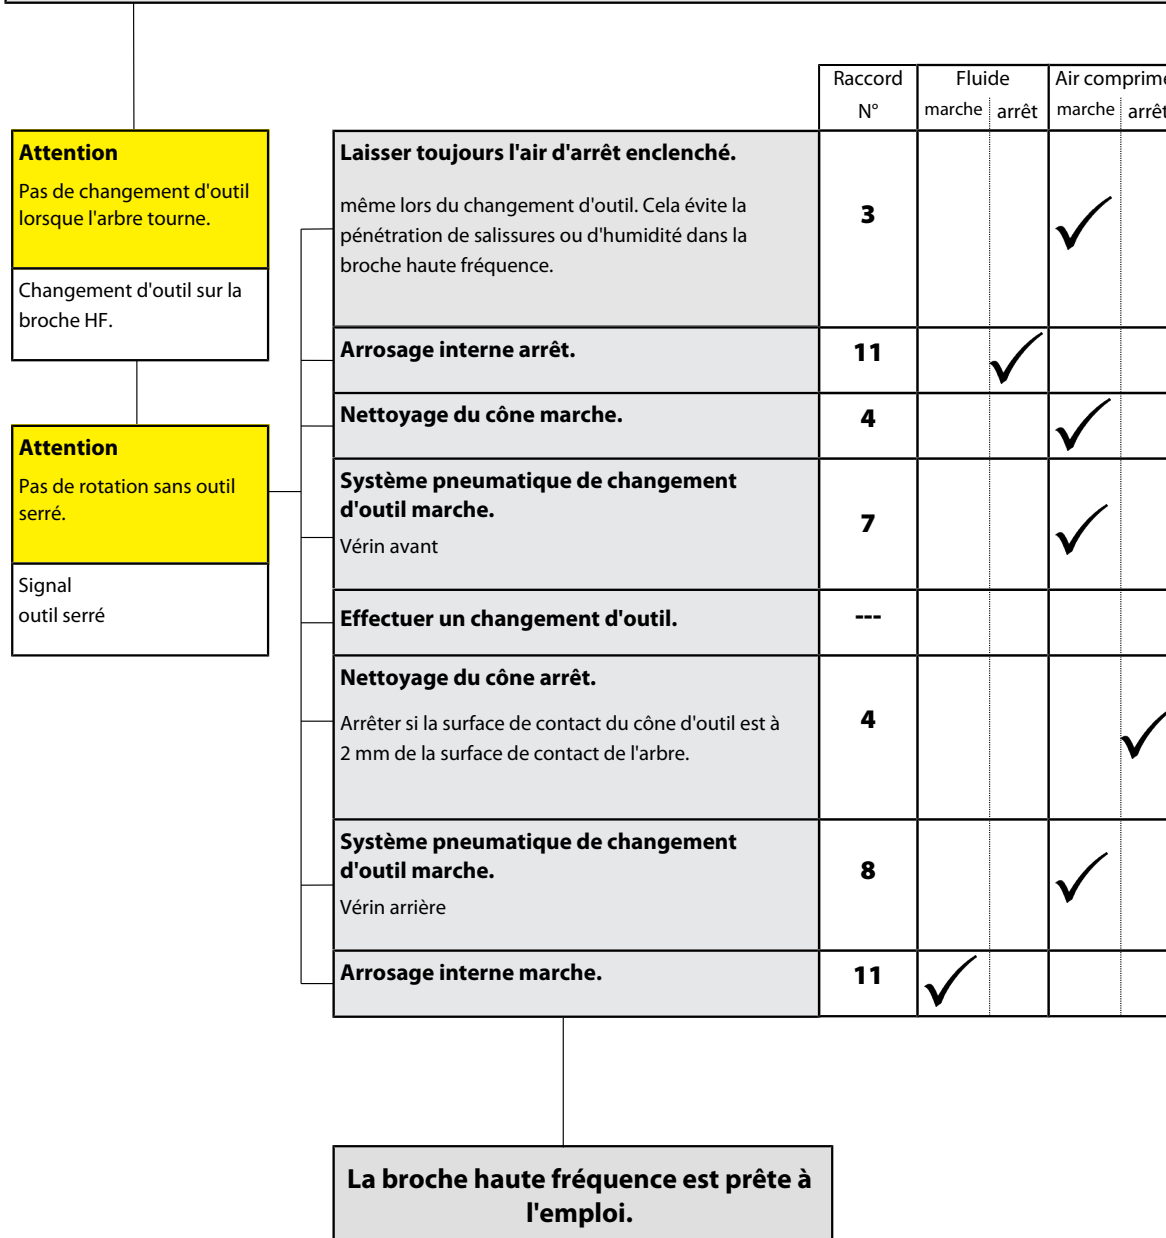 Raccord Fluide Air comprimé
N° marche arrêt marche arrêt
Attention
Pas de changement d'outil
lorsque l'arbre tourne.
Changement d'outil sur la
broche HF.
Attention
Pas de rotation sans outil
serré.
Signal
outil serré
Laisser toujours l'air d'arrêt enclenché.
même lors du changement d'outil. Cela évite la
pénétration de salissures ou d'humidité dans la
broche haute fréquence.
3
Arrosage interne arrêt.
11
Nettoyage du cône marche.
4
Système pneumatique de changement
d'outil marche.
Vérin avant
7
Effectuer un changement d'outil.
---
Nettoyage du cône arrêt.
Arrêter si la surface de contact du cône d'outil est à
2 mm de la surface de contact de l'arbre.
4
Système pneumatique de changement
d'outil marche.
Vérin arrière
8
Arrosage interne marche.
11
La broche haute fréquence est prête à
l'emploi.